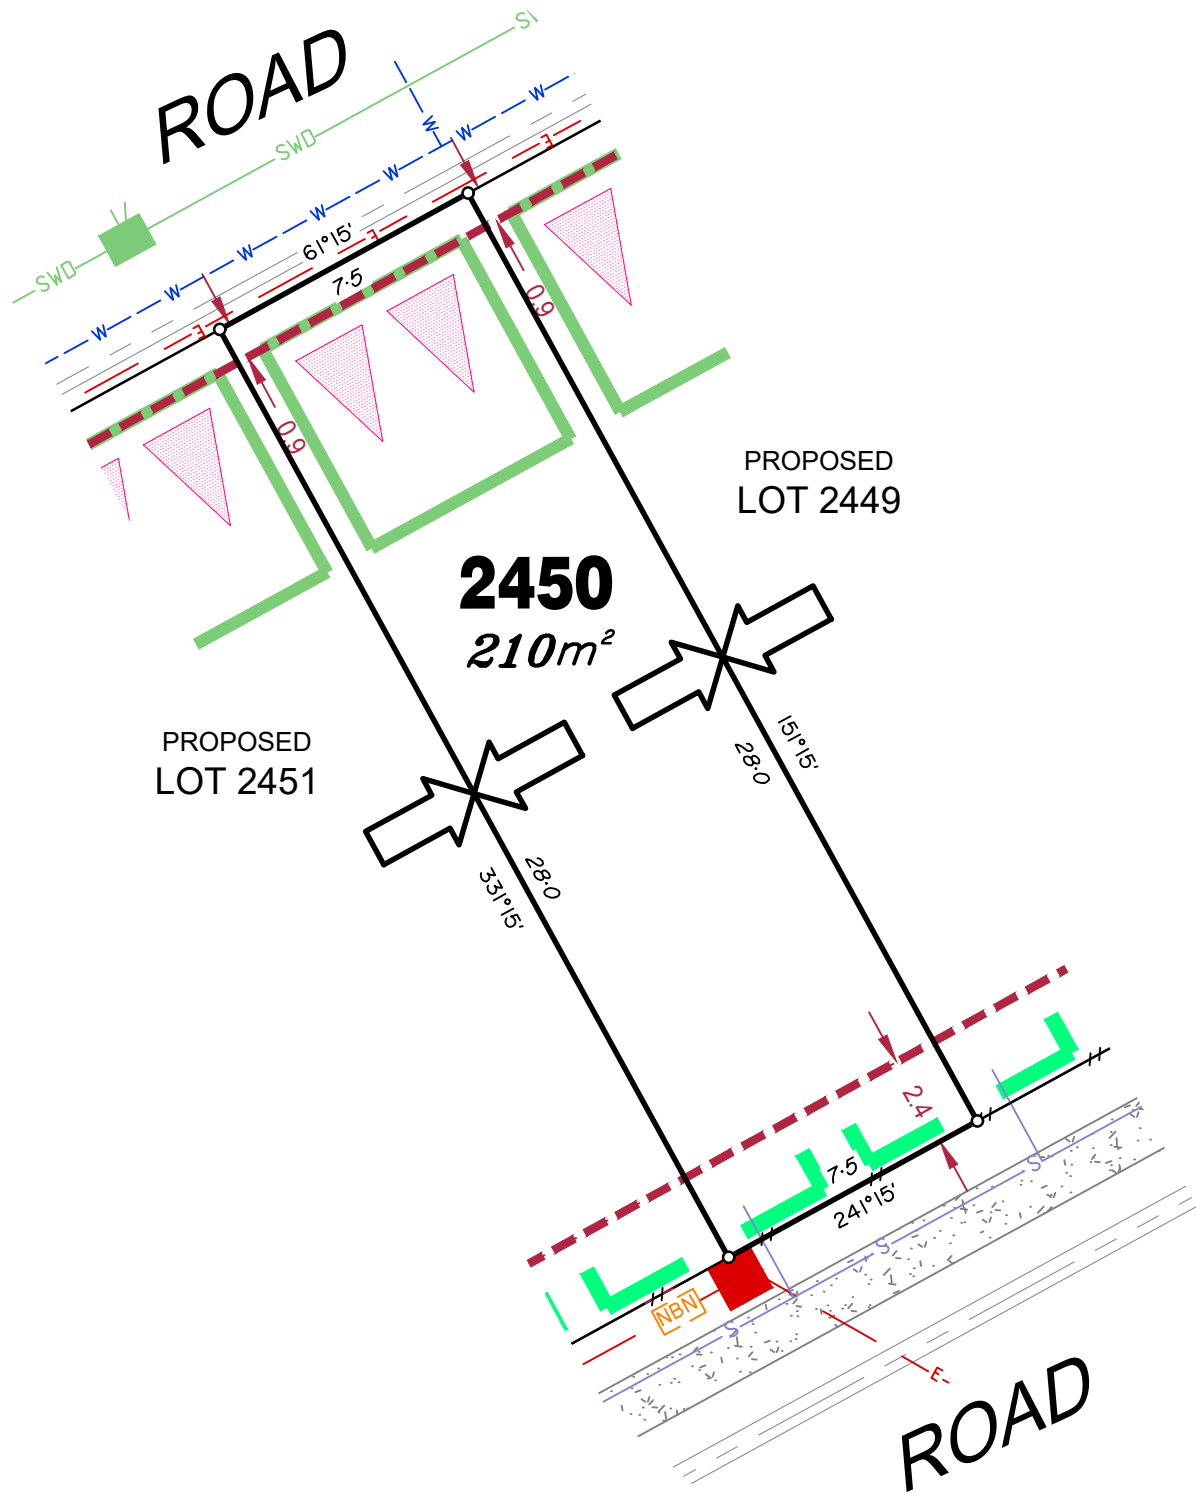 ROAD
SWD
SWD
W
W
W
W
W
W
W
W
E
E
E
61°15'
7·5
0.9
0.9
PROPOSED
LOT 2449
2450
210m²
PROPOSED
LOT 2451
151°15'
28·0
28·0
331°15'
2.4
7·5
241°15'
S
S
S
NBN
E
ROAD